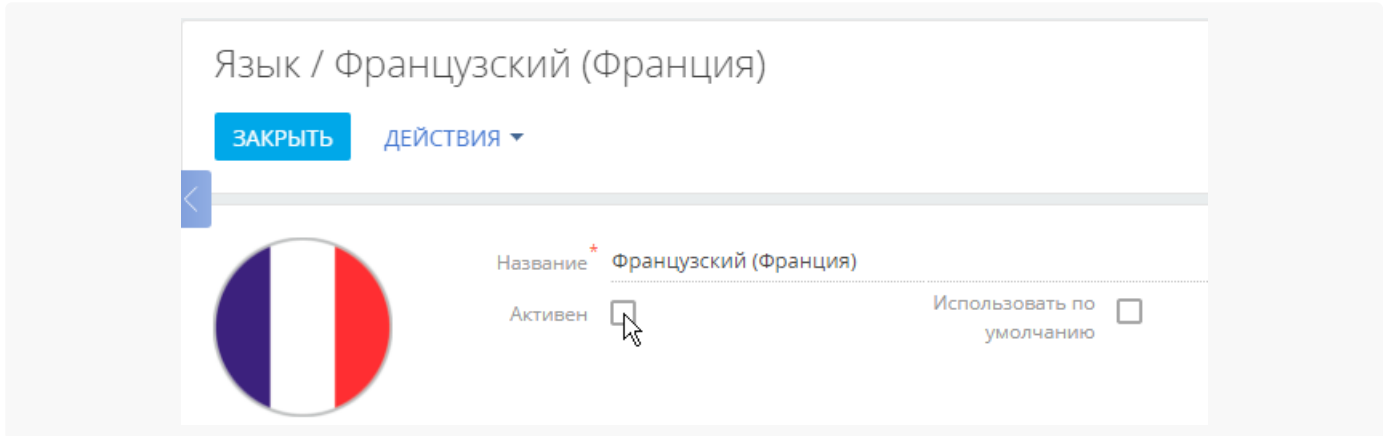 Язык / Французский (Франция)
ЗАКРЫТЬ ДЕЙСТВИЯ
Название* Французский (Франция)
Активен
Использовать по
умолчанию